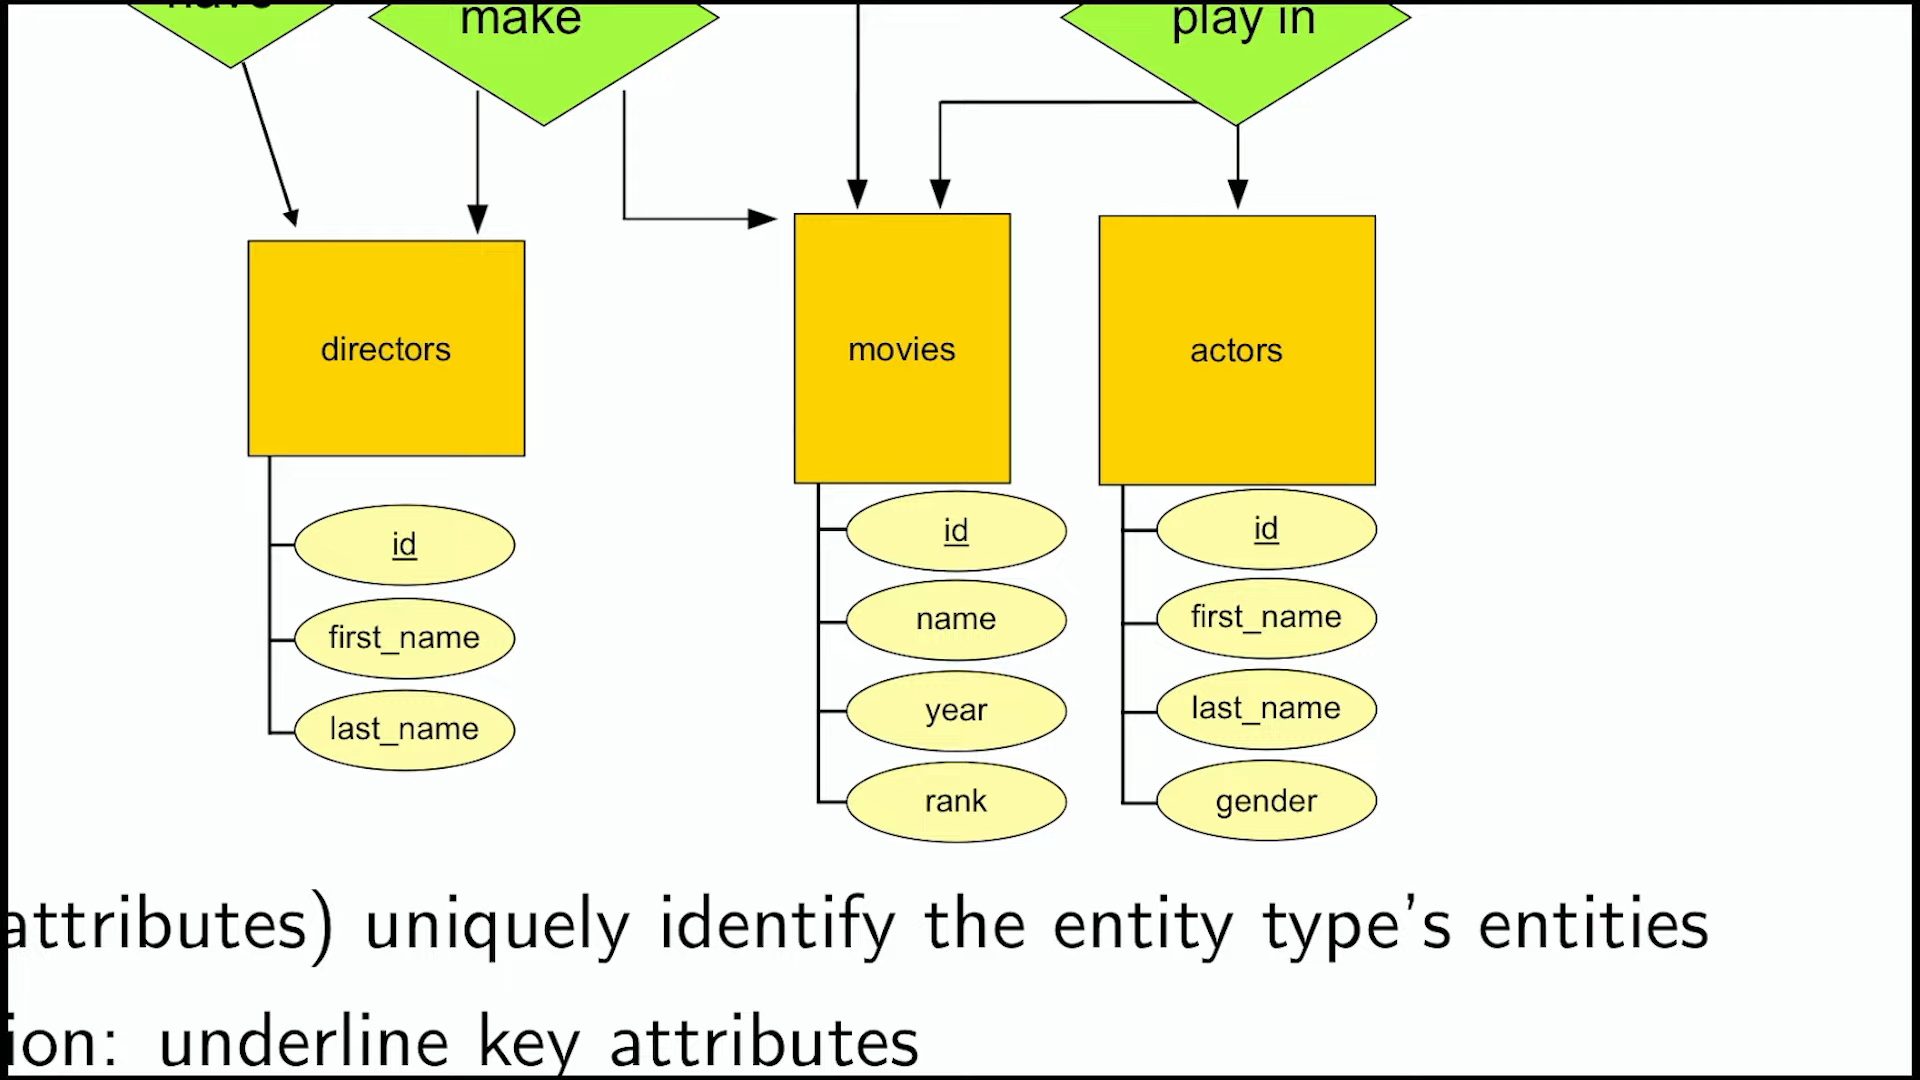 have
make
play in
directors
movies
actors
id
first_name
last_name
id
name
year
rank
id
first_name
last_name
gender
attributes) uniquely identify the entity type's entities
ion: underline key attributes